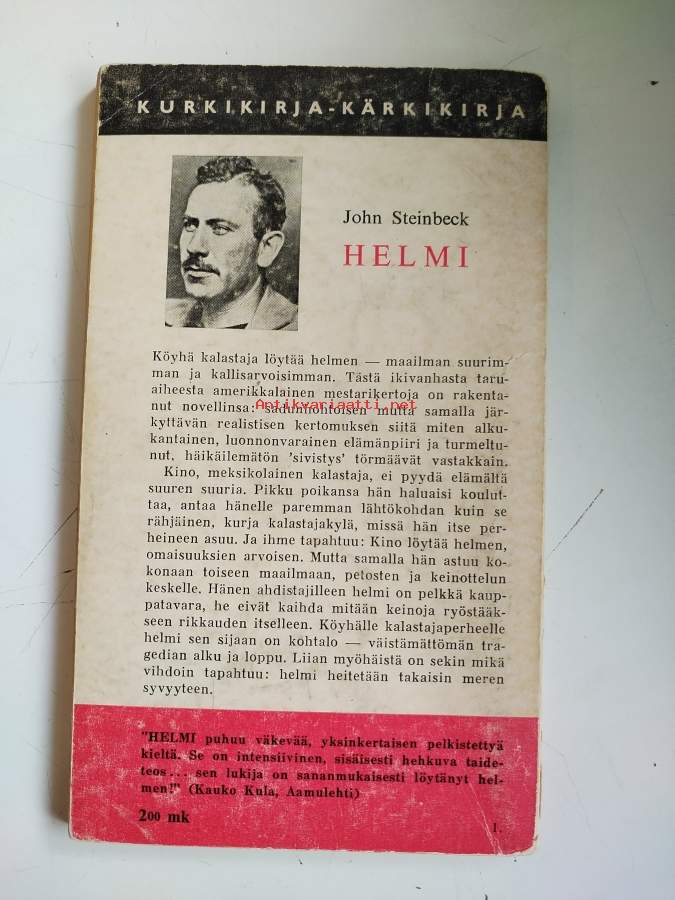 KURKIKIRJA-KÄRKIKIRJA
John Steinbeck
HELMI
Köyhä kalastaja löytää helmen — maailman suurim-
man ja kallisarvoisimman. Tästä ikivanhasta taru-
aiheesta amerikkalainen mestarikertoja on rakenta-
nut novellinsa: sadunhohtoisen mutta samalla jär-
Antikvariaatti.net
kyttävän realistisen kertomuksen siitä miten alku-
kantainen, luonnonvarainen elämänpiiri ja turmeltu-
nut, häikäilemätön 'sivistys' törmäävät vastakkain.
Kino, meksikolainen kalastaja, ei pyydä elämältä
suuren suuria. Pikku poikansa hän haluaisi koulut-
taa, antaa hänelle paremman lähtökohdan kuin se
rähjäinen, kurja kalastajakylä, missä hän itse per-
heineen asuu. Ja ihme tapahtuu: Kino löytää helmen,
omaisuuksien arvoisen. Mutta samalla hän astuu ko-
konaan toiseen maailmaan, petosten ja keinottelun
keskelle. Hänen ahdistajilleen helmi on pelkkä kaup-
patavara, he eivät kaihda mitään keinoja ryöstääk-
seen rikkauden itselleen. Köyhälle kalastajaperheelle
helmi sen sijaan on kohtalo — väistämättömän tra-
gedian alku ja loppu. Liian myöhäistä on sekin mikä
vihdoin tapahtuu: helmi heitetään takaisin meren
syvyyteen.
"HELMI puhuu väkevää, yksinkertaisen pelkistettyä
kieltä. Se on intensiivinen, sisäisesti hehkuva taide-
teos... sen lukija on sananmukaisesti löytänyt hel-
men!" (Kauko Kula, Aamulehti)
200 mk
1.